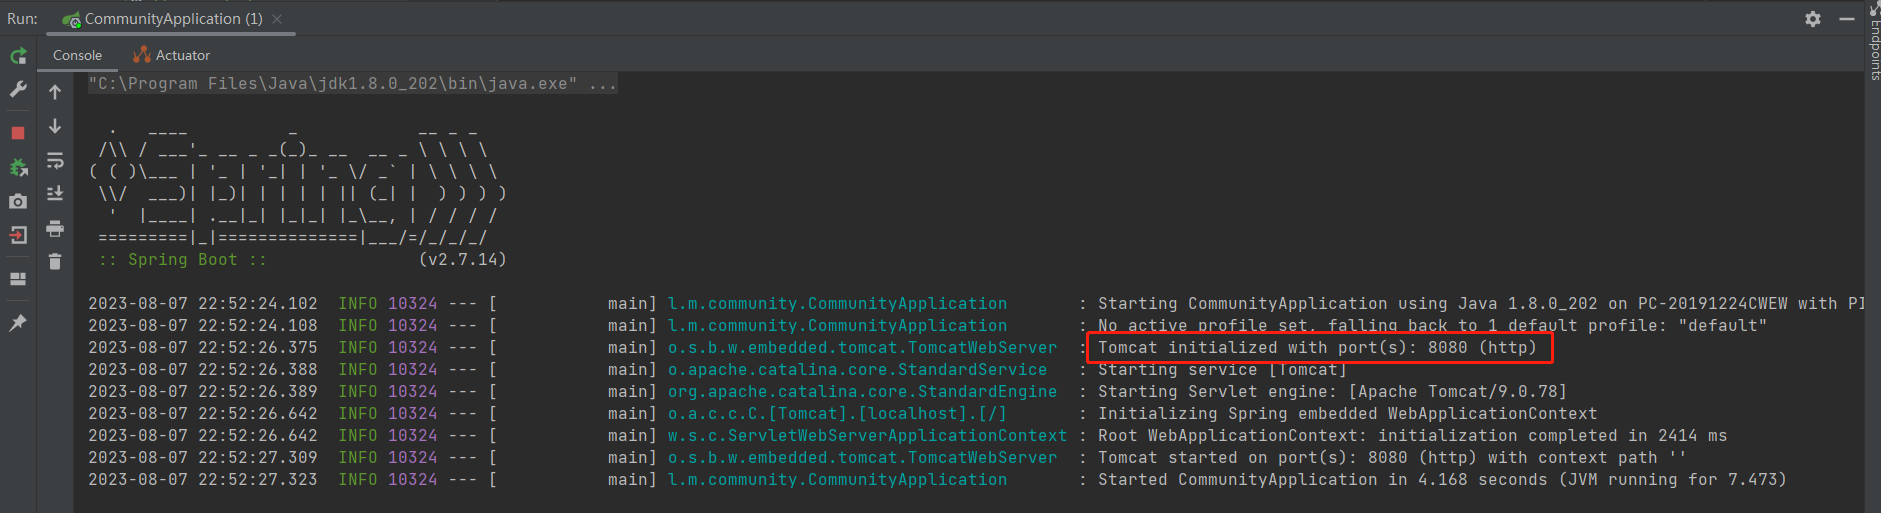 Run: CommunityApplication (1)
Console Actuator
Endpoints
"C:\Program Files\Java\jdk1.8.0_202\bin\java.exe" ...
  .   ____          _            __ _ _
 /\\ / ___'_ __ _ _(_)_ __  __ _ \ \ \ \
( ( )\___ | '_ | '_| | '_ \/ _` | \ \ \ \
 \\/  ___)| |_)| | | | | || (_| |  ) ) ) )
  '  |____| .__|_| |_|_| |_\__, | / / / /
 =========|_|==============|___/=/_/_/_/
 :: Spring Boot ::               (v2.7.14)
2023-08-07 22:52:24.102  INFO 10324 --- [           main] l.m.community.CommunityApplication       : Starting CommunityApplication using Java 1.8.0_202 on PC-20191224CWEW with PI
2023-08-07 22:52:24.108  INFO 10324 --- [           main] l.m.community.CommunityApplication       : No active profile set, falling back to 1 default profile: "default"
2023-08-07 22:52:26.375  INFO 10324 --- [           main] o.s.b.w.embedded.tomcat.TomcatWebServer  : Tomcat initialized with port(s): 8080 (http)
2023-08-07 22:52:26.388  INFO 10324 --- [           main] o.apache.catalina.core.StandardService   : Starting service [Tomcat]
2023-08-07 22:52:26.389  INFO 10324 --- [           main] org.apache.catalina.core.StandardEngine  : Starting Servlet engine: [Apache Tomcat/9.0.78]
2023-08-07 22:52:26.642  INFO 10324 --- [           main] o.a.c.c.C.[Tomcat].[localhost].[/]       : Initializing Spring embedded WebApplicationContext
2023-08-07 22:52:26.642  INFO 10324 --- [           main] w.s.c.ServletWebServerApplicationContext : Root WebApplicationContext: initialization completed in 2414 ms
2023-08-07 22:52:27.309  INFO 10324 --- [           main] o.s.b.w.embedded.tomcat.TomcatWebServer  : Tomcat started on port(s): 8080 (http) with context path ''
2023-08-07 22:52:27.323  INFO 10324 --- [           main] l.m.community.CommunityApplication       : Started CommunityApplication in 4.168 seconds (JVM running for 7.473)